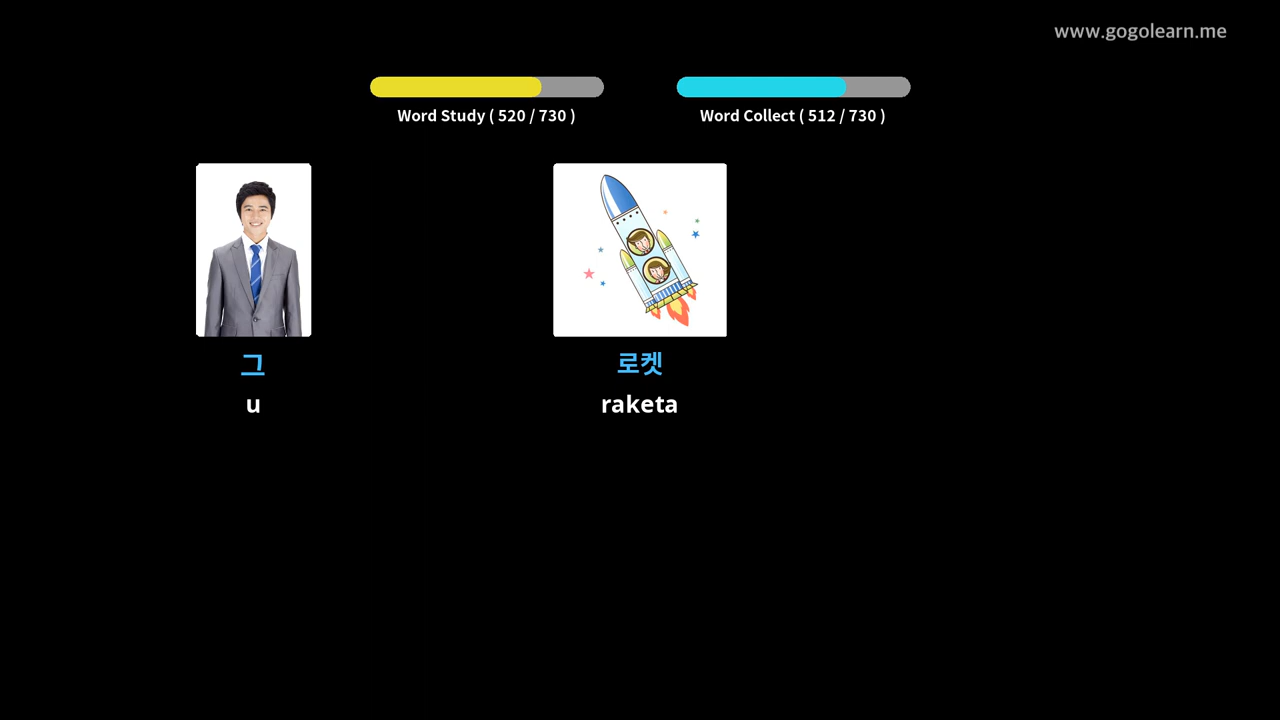 www.gogolearn.me
Word Study ( 520 / 730 )
Word Collect ( 512 / 730 )
그
u
로켓
raketa